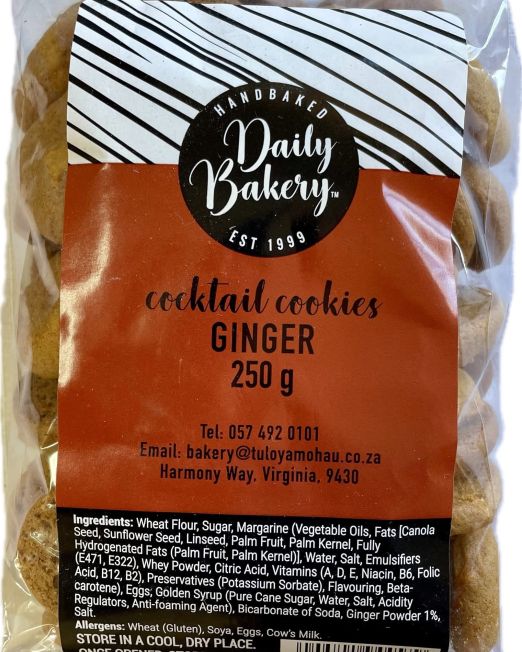 HANDBAKED
Daily
Bakery™
EST 1999
cocktail cookies
GINGER
250 g
Tel: 057 492 0101
Email: bakery@tuloyamohau.co.za
Harmony Way, Virginia, 9430
Ingredients: Wheat Flour, Sugar, Margarine (Vegetable Oils, Fats [Canola
Seed, Sunflower Seed, Linseed, Palm Fruit, Palm Kernel, Fully
Hydrogenated Fats (Palm Fruit, Palm Kernel)], Water, Salt, Emulsifiers
(E471, E322), Whey Powder, Citric Acid, Vitamins (A, D, E, Niacin, B6, Folic
Acid, B12, B2), Preservatives (Potassium Sorbate), Flavouring, Beta-
carotene), Eggs; Golden Syrup (Pure Cane Sugar, Water, Salt, Acidity
Regulators, Anti-foaming Agent), Bicarbonate of Soda, Ginger Powder 1%,
Salt.
Allergens: Wheat (Gluten), Soya, Eggs, Cow's Milk.
STORE IN A COOL, DRY PLACE.
ONCE OPENED,